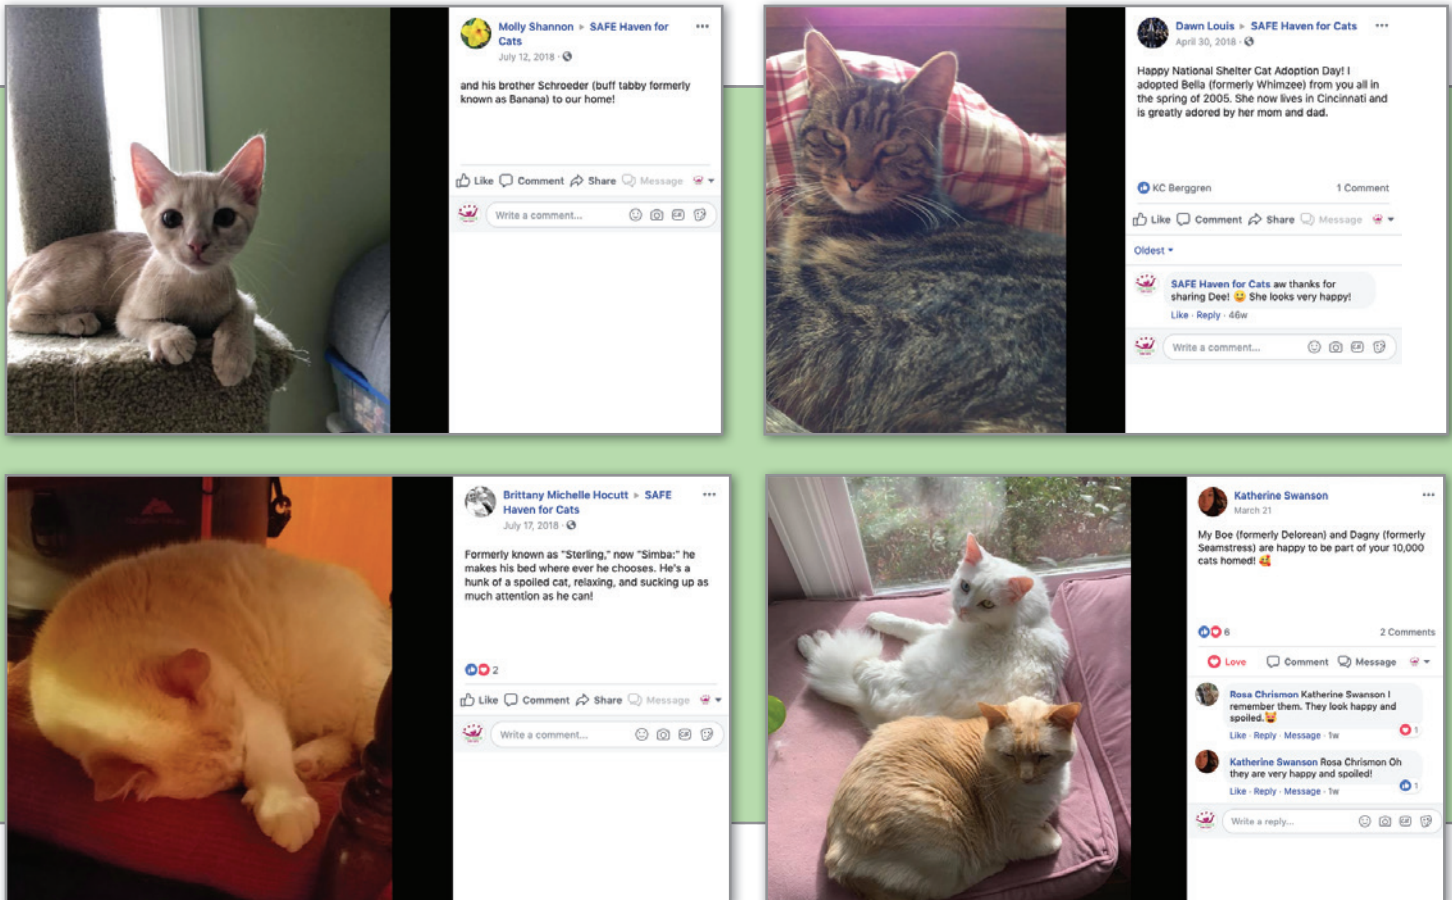 Molly Shannon ▸ SAFE Haven for
Cats
July 12, 2018 ·
and his brother Schroeder (buff tabby formerly
known as Banana) to our home!
Like Comment Share Message
Write a comment...
Dawn Louis ▸ SAFE Haven for Cats
April 30, 2018 ·
Happy National Shelter Cat Adoption Day! I
adopted Bella (formerly Whimzee) from you all in
the spring of 2005. She now lives in Cincinnati and
is greatly adored by her mom and dad.
KC Berggren 1 Comment
Like Comment Share Message
Oldest
SAFE Haven for Cats aw thanks for
sharing Dee! 😀 She looks very happy!
Like · Reply · 46w
Write a comment...
Brittany Michelle Hocutt ▸ SAFE
Haven for Cats
July 17, 2018 ·
Formerly known as "Sterling," now "Simba:" he
makes his bed where ever he chooses. He's a
hunk of a spoiled cat, relaxing, and sucking up as
much attention as he can!
2
Like Comment Share Message
Write a comment...
Katherine Swanson
March 21
My Boe (formerly Delorean) and Dagny (formerly
Seamstress) are happy to be part of your 10,000
cats homed! 🥰
6 2 Comments
Love Comment Message
Rosa Chrismon Katherine Swanson I
remember them. They look happy and
spoiled.😻
1
Like · Reply · Message · 1w
Katherine Swanson Rosa Chrismon Oh
they are very happy and spoiled!
1
Like · Reply · Message · 1w
Write a reply...